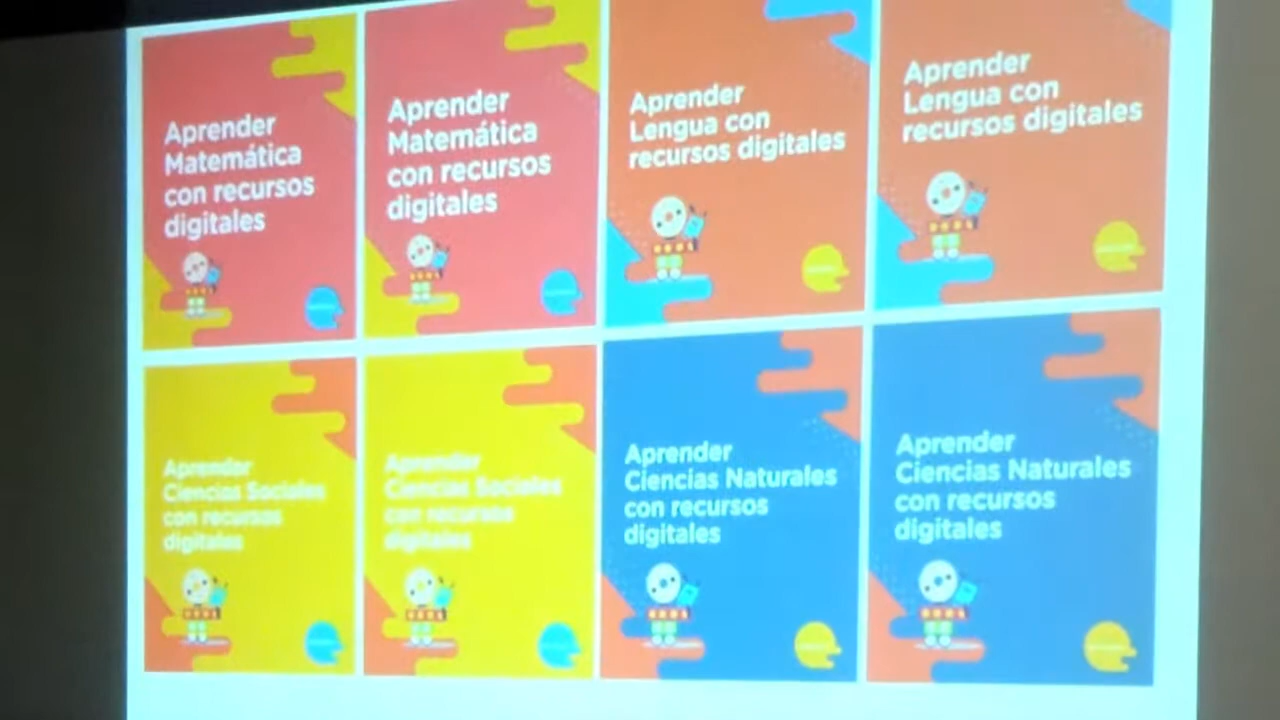 Aprender
Matemática
con recursos
digitales
Aprender
Matemática
con recursos
digitales
Aprender
Lengua con
recursos digitales
Aprender
Lengua con
recursos digitales
Aprender
Ciencias Sociales
con recursos
digitales
Aprender
Ciencias Sociales
con recursos
digitales
Aprender
Ciencias Naturales
con recursos
digitales
Aprender
Ciencias Naturales
con recursos
digitales